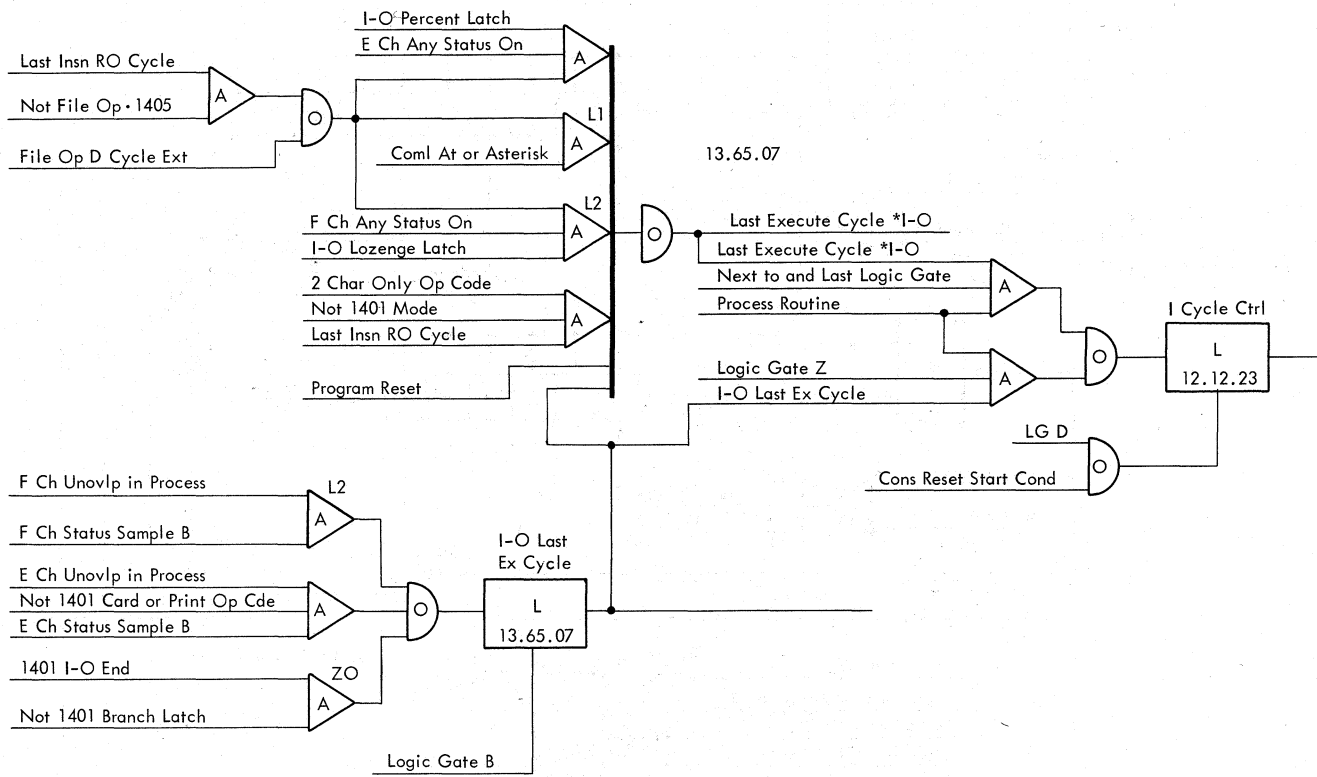 I-O Percent Latch
E Ch Any Status On
A
Last Insn RO Cycle
Not File Op · 1405
A
O
File Op D Cycle Ext
L1
A
Coml At or Asterisk
13.65.07
L2
F Ch Any Status On
A
I-O Lozenge Latch
O
Last Execute Cycle *I-O
Last Execute Cycle *I-O
Next to and Last Logic Gate
A
Process Routine
2 Char Only Op Code
Not 1401 Mode
A
Last Insn RO Cycle
I Cycle Ctrl
L
12.12.23
O
Program Reset
Logic Gate Z
A
I-O Last Ex Cycle
LG D
O
Cons Reset Start Cond
F Ch Unovlp in Process
L2
A
F Ch Status Sample B
I-O Last
Ex Cycle
E Ch Unovlp in Process
Not 1401 Card or Print Op Cde
A
E Ch Status Sample B
O
L
13.65.07
1401 I-O End
ZO
A
Not 1401 Branch Latch
Logic Gate B